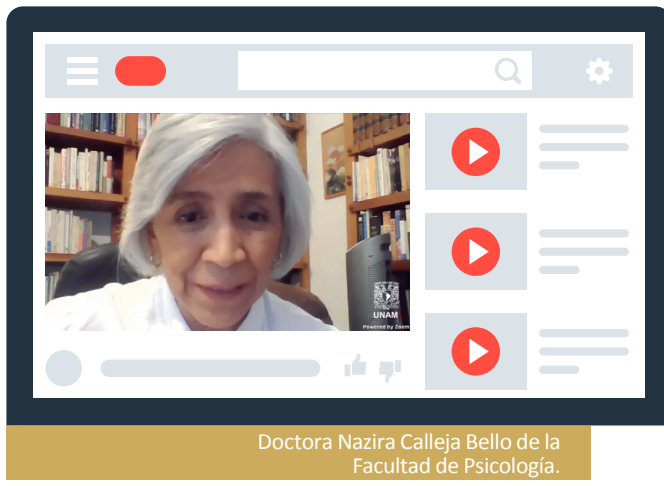 UNAM
Powered by Zoom
Doctora Nazira Calleja Bello de la
Facultad de Psicología.